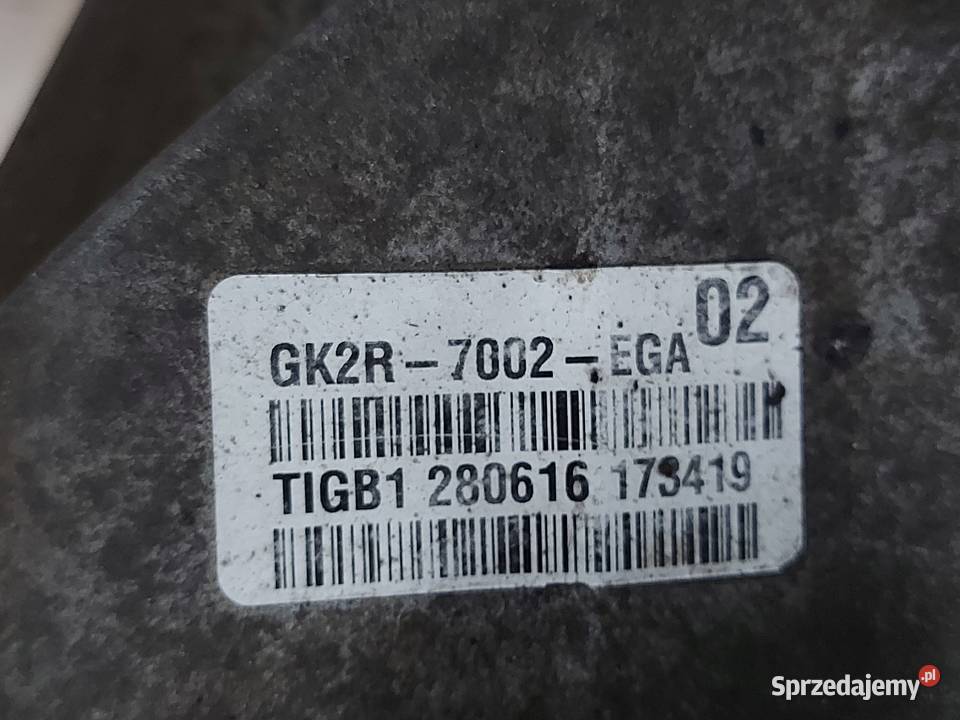 02
GK2R-7002-EGA
TIGB1 280616 173419
Sprzedajemy.pl